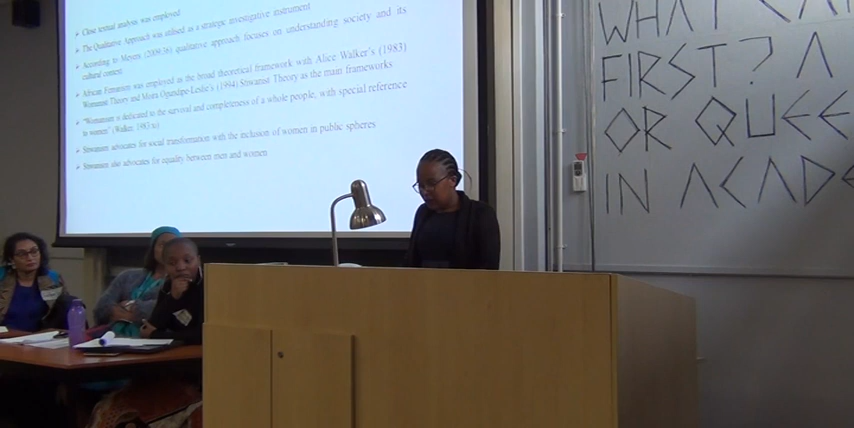 Close textual analysis was employed
The Qualitative Approach was utilised as a strategic investigative instrument
According to Meyers (2009:36) qualitative approach focuses on understanding society and its
cultural context
African Feminism was employed as the broad theoretical framework with Alice Walker's (1983)
Womanist Theory and Moira Ogundipe-Leslie's (1994) Stiwanist Theory as the main frameworks
"Womanism is dedicated to the survival and completeness of a whole people, with special reference
to women" (Walker, 1983:xi)
Stiwanism advocates for social transformation with the inclusion of women in public spheres
Stiwanism also advocates for equality between men and women
WHAT CA
FIRST? A
OR QUEE
IN ACADE